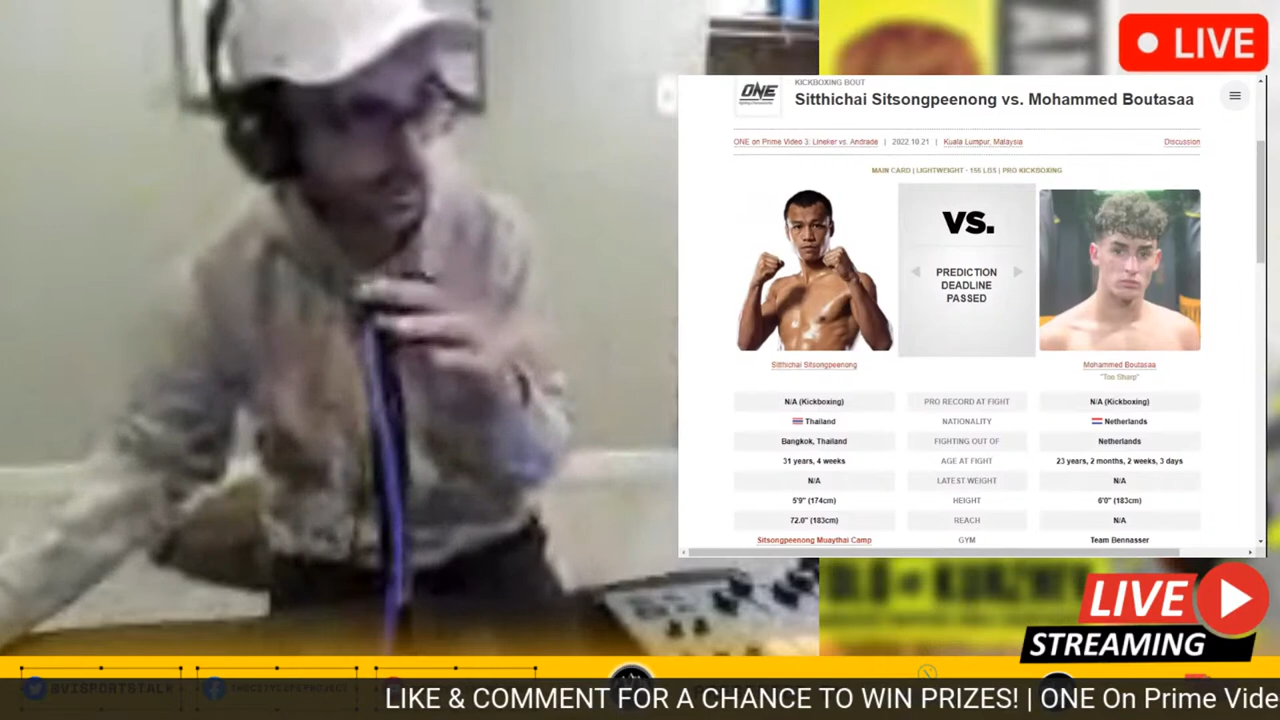 LIVE
KICKBOXING BOUT
ONE
Sitthichai Sitsongpeenong vs. Mohammed Boutasaa
ONE on Prime Video 3: Lineker vs. Andrade | 2022.10.21 | Kuala Lumpur, Malaysia
Discussion
MAIN CARD | LIGHTWEIGHT - 155 LBS | PRO KICKBOXING
VS.
PREDICTION
DEADLINE
PASSED
Sitthichai Sitsongpeenong
Mohammed Boutasaa
"Too Sharp"
N/A (Kickboxing) PRO RECORD AT FIGHT N/A (Kickboxing)
Thailand NATIONALITY Netherlands
Bangkok, Thailand FIGHTING OUT OF Netherlands
31 years, 4 weeks AGE AT FIGHT 23 years, 2 months, 2 weeks, 3 days
N/A LATEST WEIGHT N/A
5'9" (174cm) HEIGHT 6'0" (183cm)
72.0" (183cm) REACH N/A
Sitsongpeenong Muaythai Camp GYM Team Bennasser
LIVE
STREAMING
@VISPORTSTALK
LIKE & COMMENT FOR A CHANCE TO WIN PRIZES! | ONE On Prime Vide